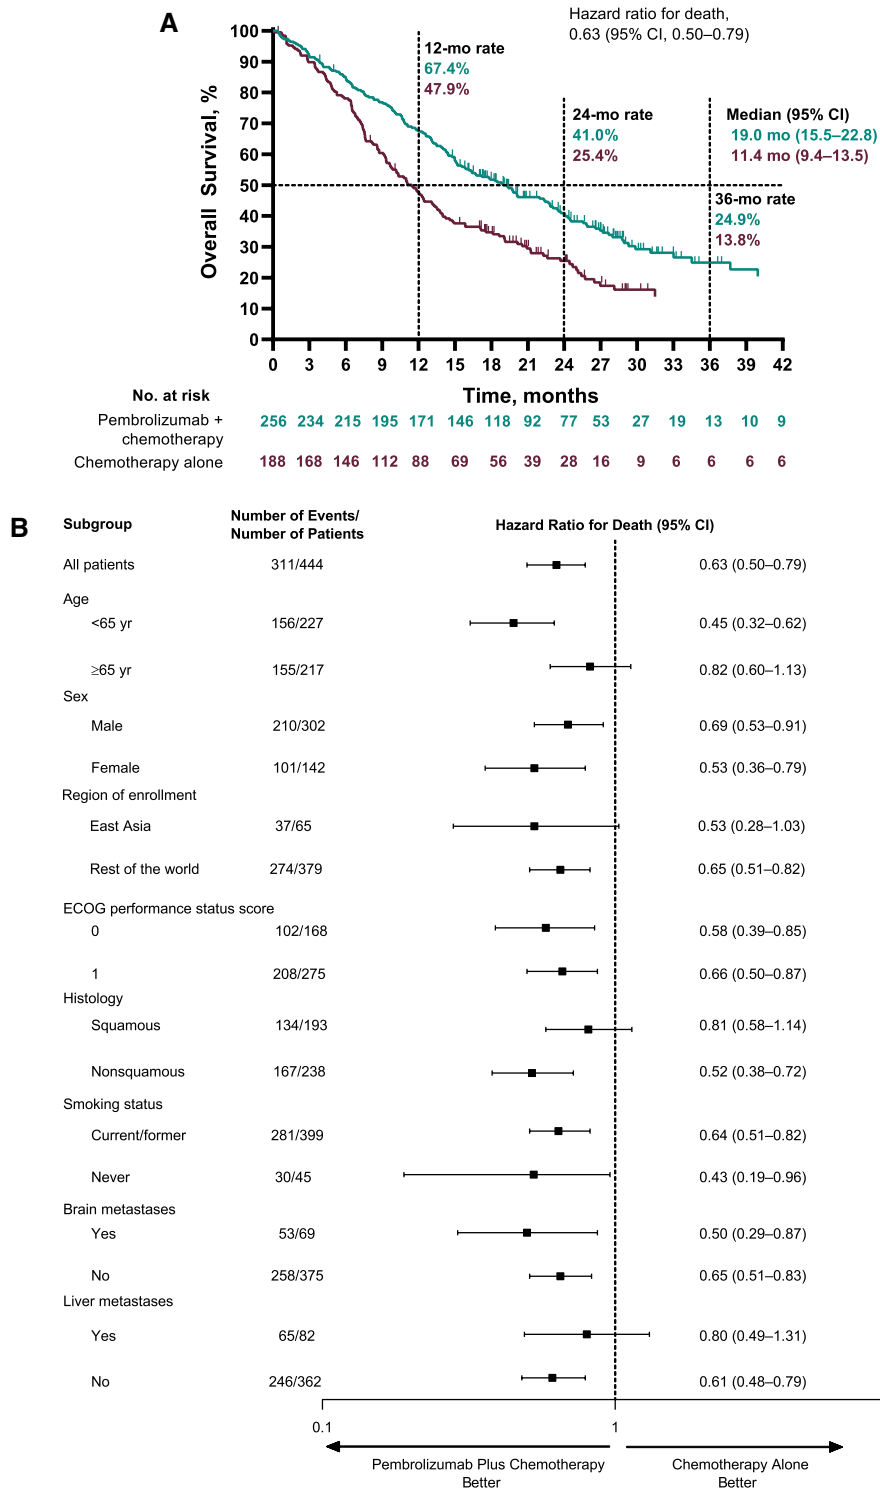 A
Hazard ratio for death,
0.63 (95% CI, 0.50–0.79)
Overall Survival, %
100
90
80
70
60
50
40
30
20
10
0
12-mo rate
67.4%
47.9%
24-mo rate
41.0%
25.4%
Median (95% CI)
19.0 mo (15.5–22.8)
11.4 mo (9.4–13.5)
36-mo rate
24.9%
13.8%
0 3 6 9 12 15 18 21 24 27 30 33 36 39 42
No. at risk
Time, months
Pembrolizumab + 256 234 215 195 171 146 118 92 77 53 27 19 13 10 9
chemotherapy
Chemotherapy alone 188 168 146 112 88 69 56 39 28 16 9 6 6 6 6
B
Subgroup
Number of Events/
Number of Patients
Hazard Ratio for Death (95% CI)
All patients 311/444 0.63 (0.50–0.79)
Age
<65 yr 156/227 0.45 (0.32–0.62)
≥65 yr 155/217 0.82 (0.60–1.13)
Sex
Male 210/302 0.69 (0.53–0.91)
Female 101/142 0.53 (0.36–0.79)
Region of enrollment
East Asia 37/65 0.53 (0.28–1.03)
Rest of the world 274/379 0.65 (0.51–0.82)
ECOG performance status score
0 102/168 0.58 (0.39–0.85)
1 208/275 0.66 (0.50–0.87)
Histology
Squamous 134/193 0.81 (0.58–1.14)
Nonsquamous 167/238 0.52 (0.38–0.72)
Smoking status
Current/former 281/399 0.64 (0.51–0.82)
Never 30/45 0.43 (0.19–0.96)
Brain metastases
Yes 53/69 0.50 (0.29–0.87)
No 258/375 0.65 (0.51–0.83)
Liver metastases
Yes 65/82 0.80 (0.49–1.31)
No 246/362 0.61 (0.48–0.79)
0.1 1
Pembrolizumab Plus Chemotherapy
Better
Chemotherapy Alone
Better